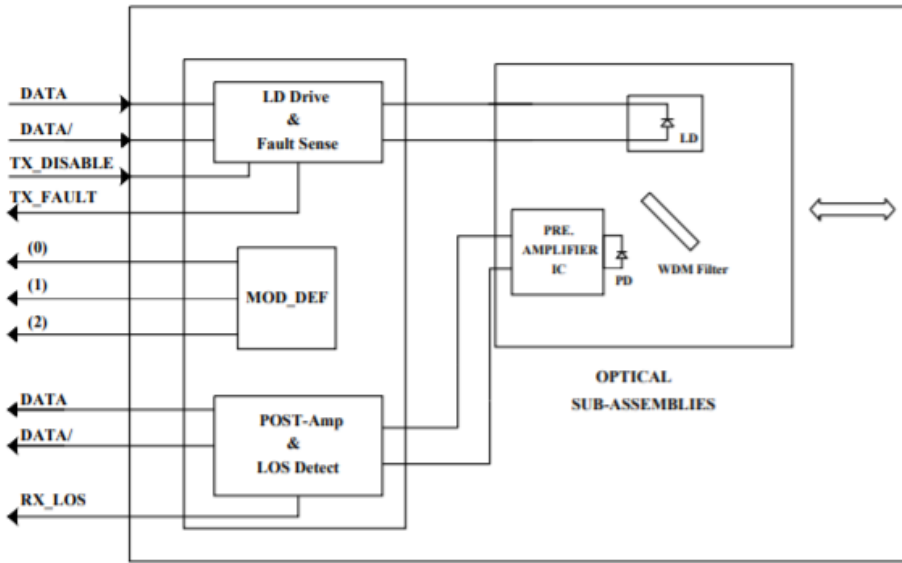 DATA
DATA/
TX_DISABLE
TX_FAULT
(0)
(1)
(2)
DATA
DATA/
RX_LOS
LD Drive
&
Fault Sense
MOD_DEF
POST-Amp
&
LOS Detect
LD
PRE.
AMPLIFIER
IC
PD
WDM Filter
OPTICAL
SUB-ASSEMBLIES